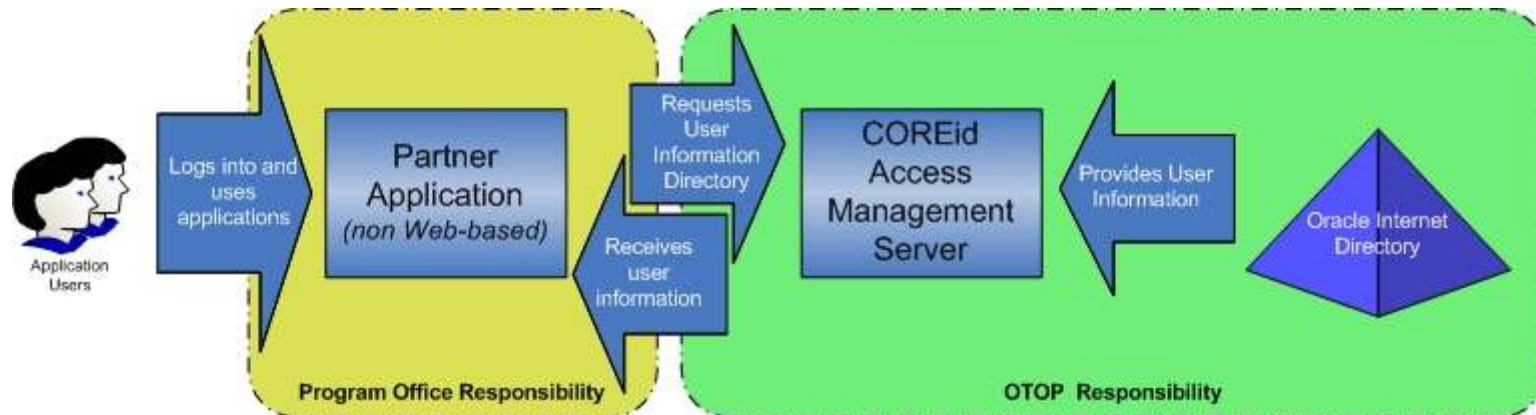 Application
Users
Logs into and
uses
applications
Partner
Application
(non Web-based)
Requests
User
Information
Directory
Receives
user
information
COREid
Access
Management
Server
Provides User
Information
Oracle Internet
Directory
Program Office Responsibility
OTOP Responsibility